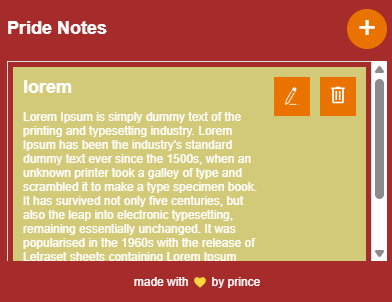 Pride Notes
+
lorem
Lorem Ipsum is simply dummy text of the
printing and typesetting industry. Lorem
Ipsum has been the industry's standard
dummy text ever since the 1500s, when an
unknown printer took a galley of type and
scrambled it to make a type specimen book.
It has survived not only five centuries, but
also the leap into electronic typesetting,
remaining essentially unchanged. It was
popularised in the 1960s with the release of
Letraset sheets containing Lorem Ipsum
made with 💛 by prince